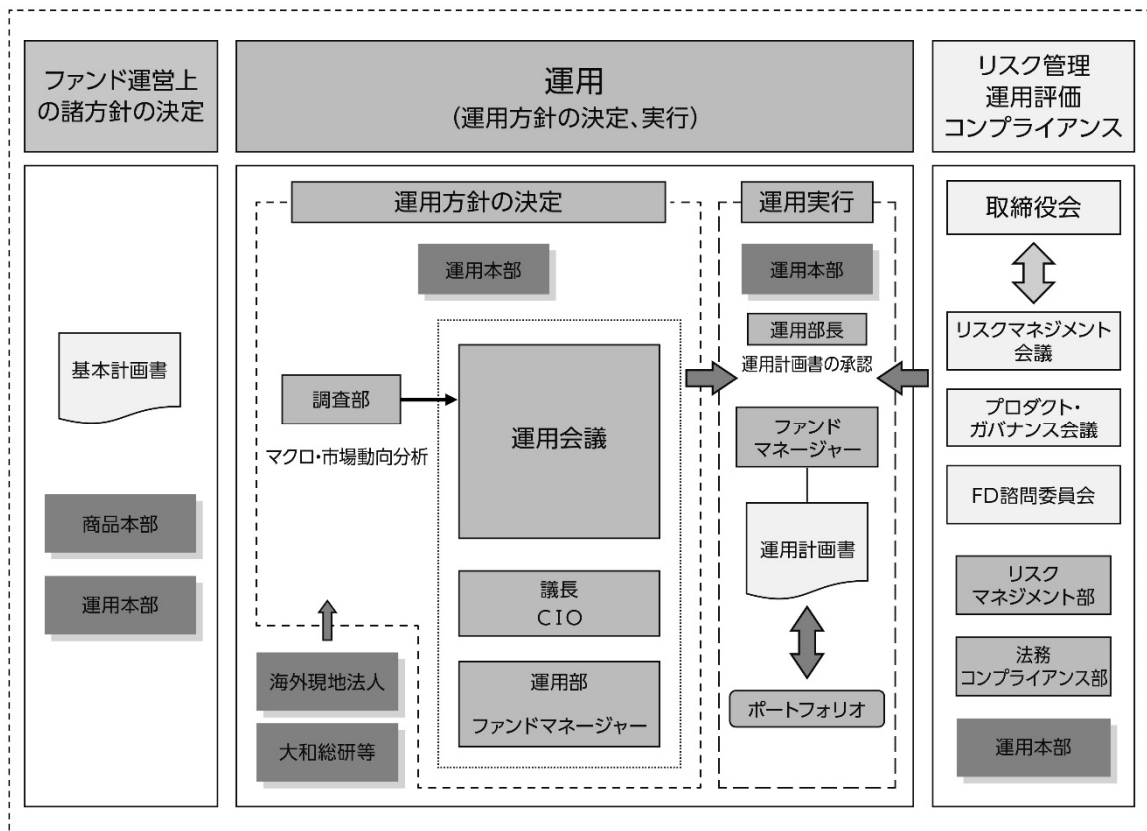 ファンド運営上
の諸方針の決定
運用
(運用方針の決定、実行)
リスク管理
運用評価
コンプライアンス
基本計画書
商品本部
運用本部
運用方針の決定
運用本部
調査部
マクロ・市場動向分析
運用会議
議長
CIO
運用部
ファンドマネージャー
海外現地法人
大和総研等
運用実行
運用本部
運用部長
運用計画書の承認
ファンド
マネージャー
運用計画書
ポートフォリオ
取締役会
リスクマネジメント
会議
プロダクト・
ガバナンス会議
FD諮問委員会
リスク
マネジメント部
法務
コンプライアンス部
運用本部